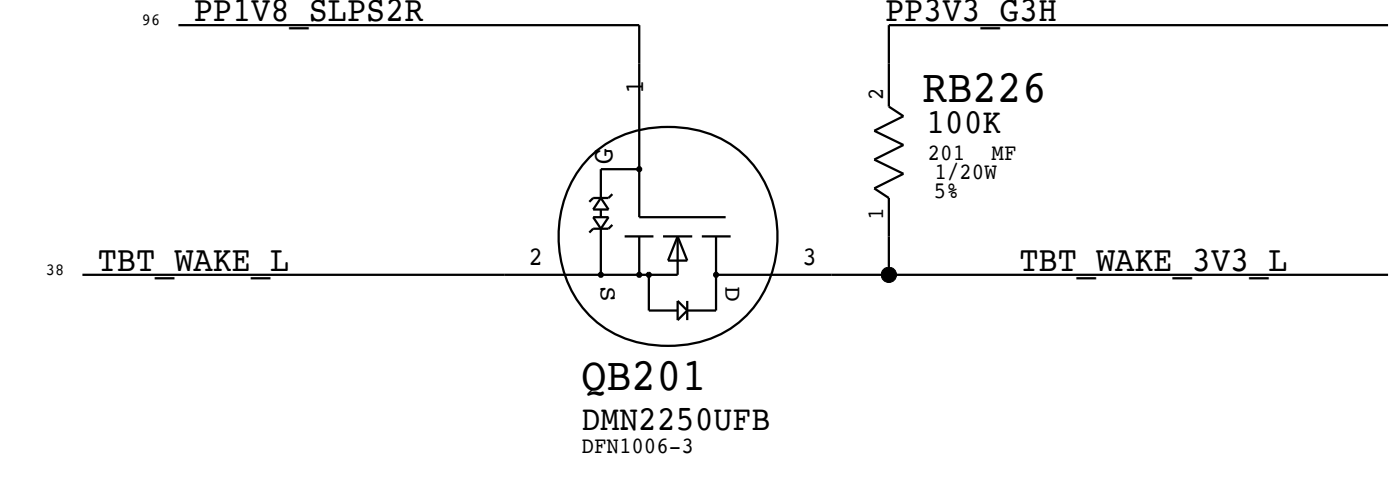 96 PP1V8_SLPS2R
PP3V3_G3H
1
2
RB226
100K
201 MF
1/20W
5%
G
1
38 TBT_WAKE_L
2
3
TBT_WAKE_3V3_L
S
D
QB201
DMN2250UFB
DFN1006-3